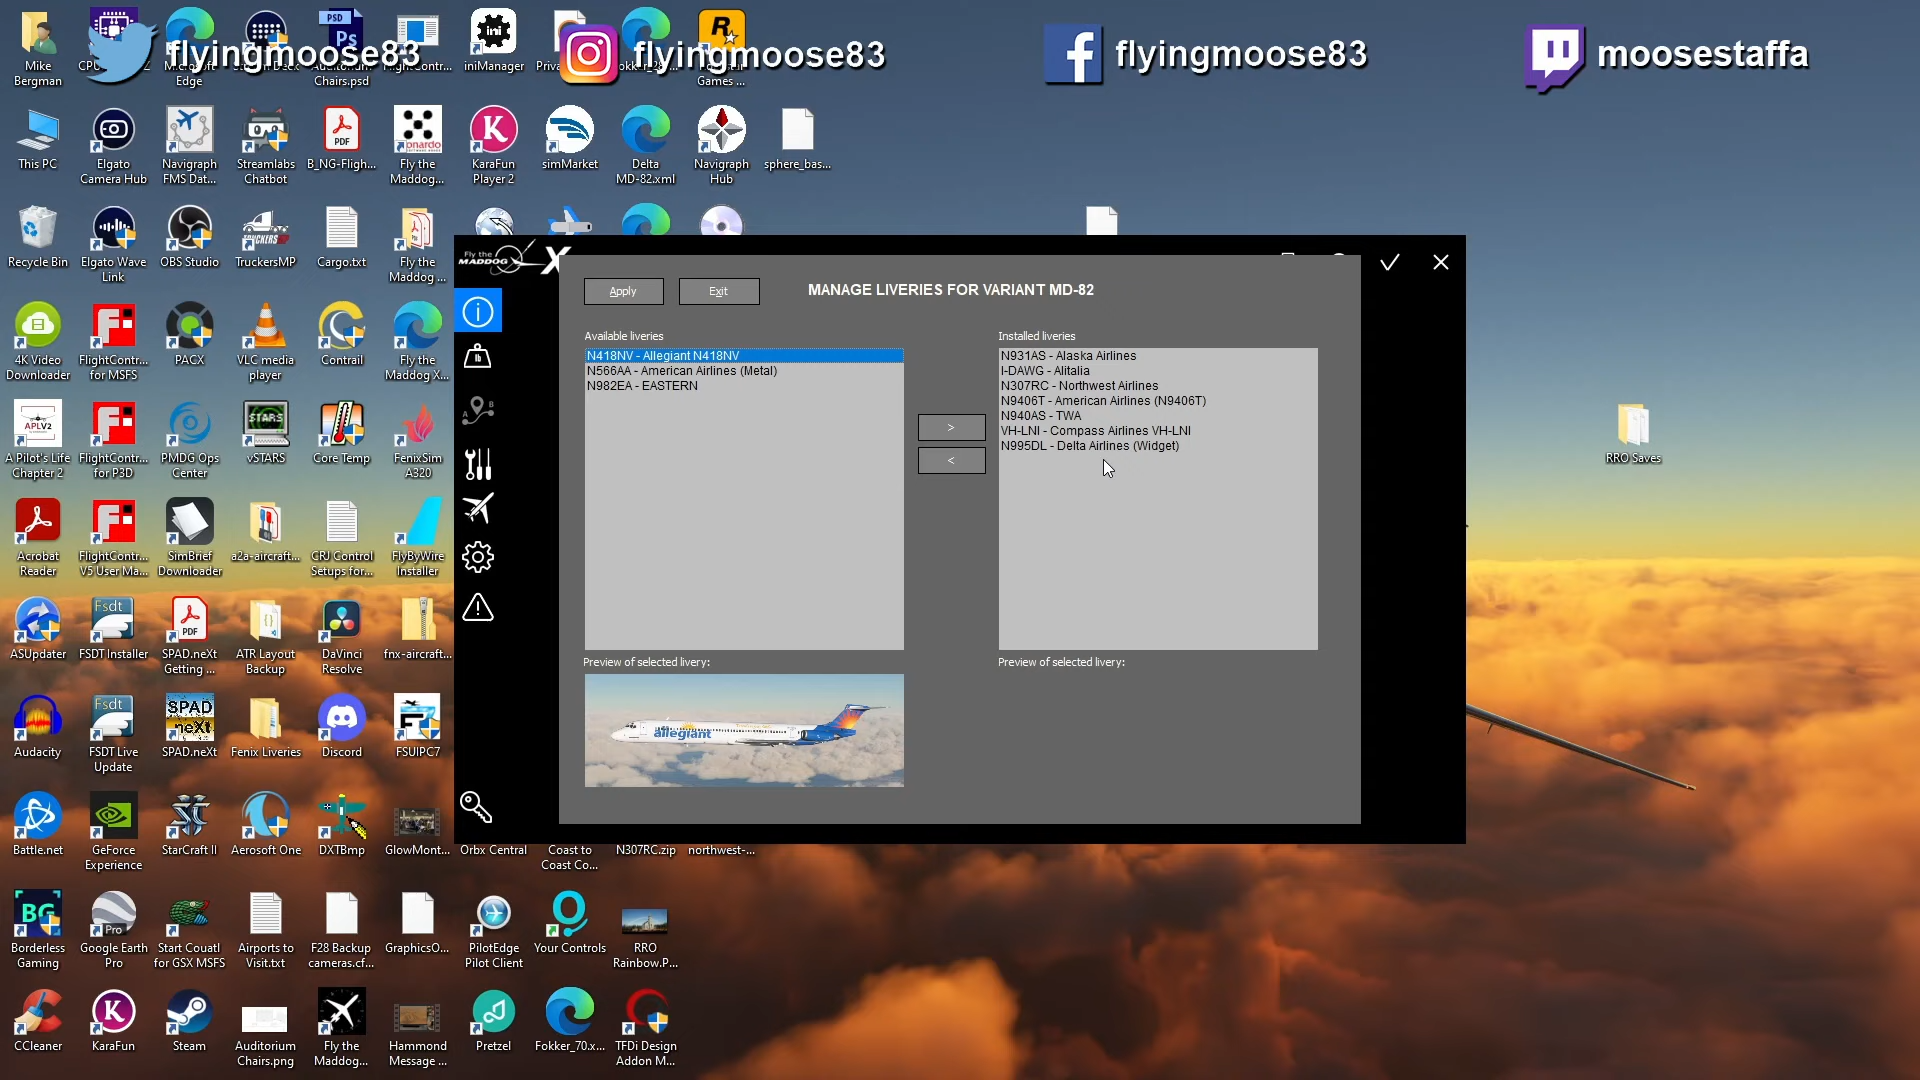 flyingmoose83
flyingmoose83
flyingmoose83
moosestaffa
Mike
Bergman
Edge
Chairs.psd
iniManager
Games ...
This PC
Elgato
Camera Hub
Navigraph
FMS Dat...
Streamlabs
Chatbot
B_NG-Fligh...
Fly the
Maddog...
KaraFun
Player 2
simMarket
Delta
MD-82.xml
Navigraph
Hub
sphere_bas...
Recycle Bin
Elgato Wave
Link
OBS Studio
TruckersMP
Cargo.txt
Fly the
Maddog ...
4K Video
Downloader
FlightContr...
for MSFS
PACX
VLC media
player
Contrail
Fly the
Maddog X...
A Pilot's Life
Chapter 2
FlightContr...
for P3D
PMDG Ops
Center
vSTARS
Core Temp
FenixSim
A320
Acrobat
Reader
FlightContr...
V5 User Ma...
SimBrief
Downloader
a2a-aircraft...
CRJ Control
Setups for...
FlyByWire
Installer
ASUpdater
FSDT Installer
SPAD.neXt
Getting ...
ATR Layout
Backup
DaVinci
Resolve
fnx-aircraft...
Audacity
FSDT Live
Update
SPAD.neXt
Fenix Liveries
Discord
FSUIPC7
Battle.net
GeForce
Experience
StarCraft II
Aerosoft One
DXTBmp
GlowMont...
Orbx Central
Coast to
Coast Co...
N307RC.zip
northwest-...
Borderless
Gaming
Google Earth
Pro
Start Couatl
for GSX MSFS
Airports to
Visit.txt
F28 Backup
cameras.cf...
GraphicsO...
PilotEdge
Pilot Client
Your Controls
RRO
Rainbow.P...
CCleaner
KaraFun
Steam
Auditorium
Chairs.png
Fly the
Maddog...
Hammond
Message ...
Pretzel
Fokker_70.x...
TFDi Design
Addon M...
RRO Saves
Fly the
MADDOG X
Apply
Exit
MANAGE LIVERIES FOR VARIANT MD-82
Available liveries
N418NV - Allegiant N418NV
N566AA - American Airlines (Metal)
N982EA - EASTERN
>
<
Installed liveries
N931AS - Alaska Airlines
I-DAWG - Alitalia
N307RC - Northwest Airlines
N9406T - American Airlines (N9406T)
N940AS - TWA
VH-LNI - Compass Airlines VH-LNI
N995DL - Delta Airlines (Widget)
Preview of selected livery:
allegiant
Preview of selected livery: